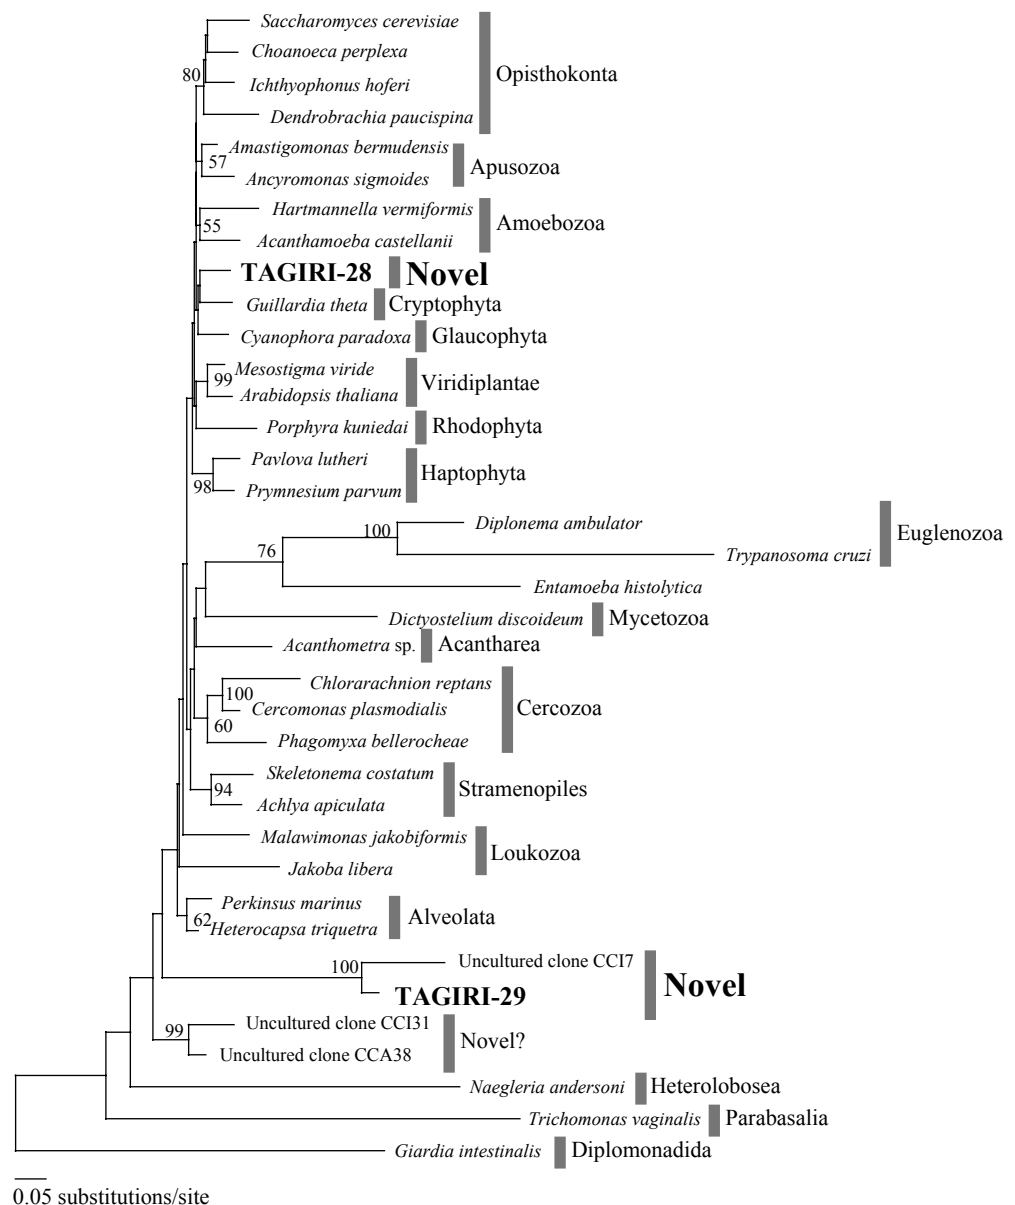 Saccharomyces cerevisiae
Choanoeca perplexa
80
Opisthokonta
Ichthyophonus hoferi
Dendrobrachia paucispina
Amastigomonas bermudensis
57
Apusozoa
Ancyromonas sigmoides
Hartmannella vermiformis
55
Amoebozoa
Acanthamoeba castellanii
TAGIRI-28 Novel
Guillardia theta Cryptophyta
Cyanophora paradoxa Glaucophyta
Mesostigma viride
99
Viridiplantae
Arabidopsis thaliana
Porphyra kuniedai Rhodophyta
Pavlova lutheri
Haptophyta
98
Prymnesium parvum
Diplonema ambulator
100
Euglenozoa
Trypanosoma cruzi
76
Entamoeba histolytica
Dictyostelium discoideum Mycetozoa
Acanthometra sp. Acantharea
Chlorarachnion reptans
100
Cercomonas plasmodialis
Cercozoa
60
Phagomyxa bellerocheae
Skeletonema costatum
94
Stramenopiles
Achlya apiculata
Malawimonas jakobiformis
Loukozoa
Jakoba libera
Perkinsus marinus
62
Alveolata
Heterocapsa triquetra
Uncultured clone CCI7
100
Novel
TAGIRI-29
Uncultured clone CCI31
99
Novel?
Uncultured clone CCA38
Naegleria andersoni Heterolobosea
Trichomonas vaginalis Parabasalia
Giardia intestinalis Diplomonadida
0.05 substitutions/site